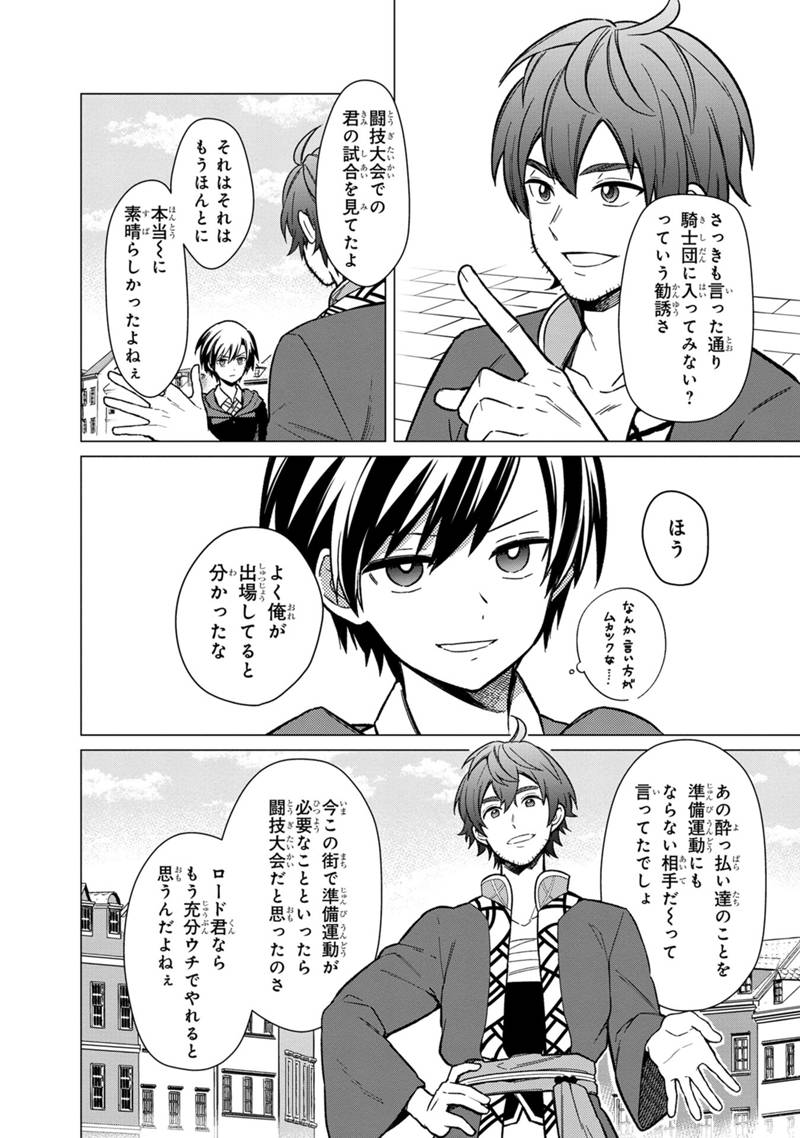 さっきも言った通り
騎士団に入ってみない？
っていう勧誘さ
闘技大会での
君の試合を見てたよ
それはそれは
もうほんとに
本当〜に
素晴らしかったよねぇ
ほう
なんか言い方が
ムカツクな……
よく俺が
出場してると
分かったな
あの酔っ払い達のことを
準備運動にも
ならない相手だ〜って
言ってたでしょ
今この街で準備運動が
必要なことといったら
闘技大会だと思ったのさ
ロード君なら
もう充分ウチでやれると
思うんだよねぇ